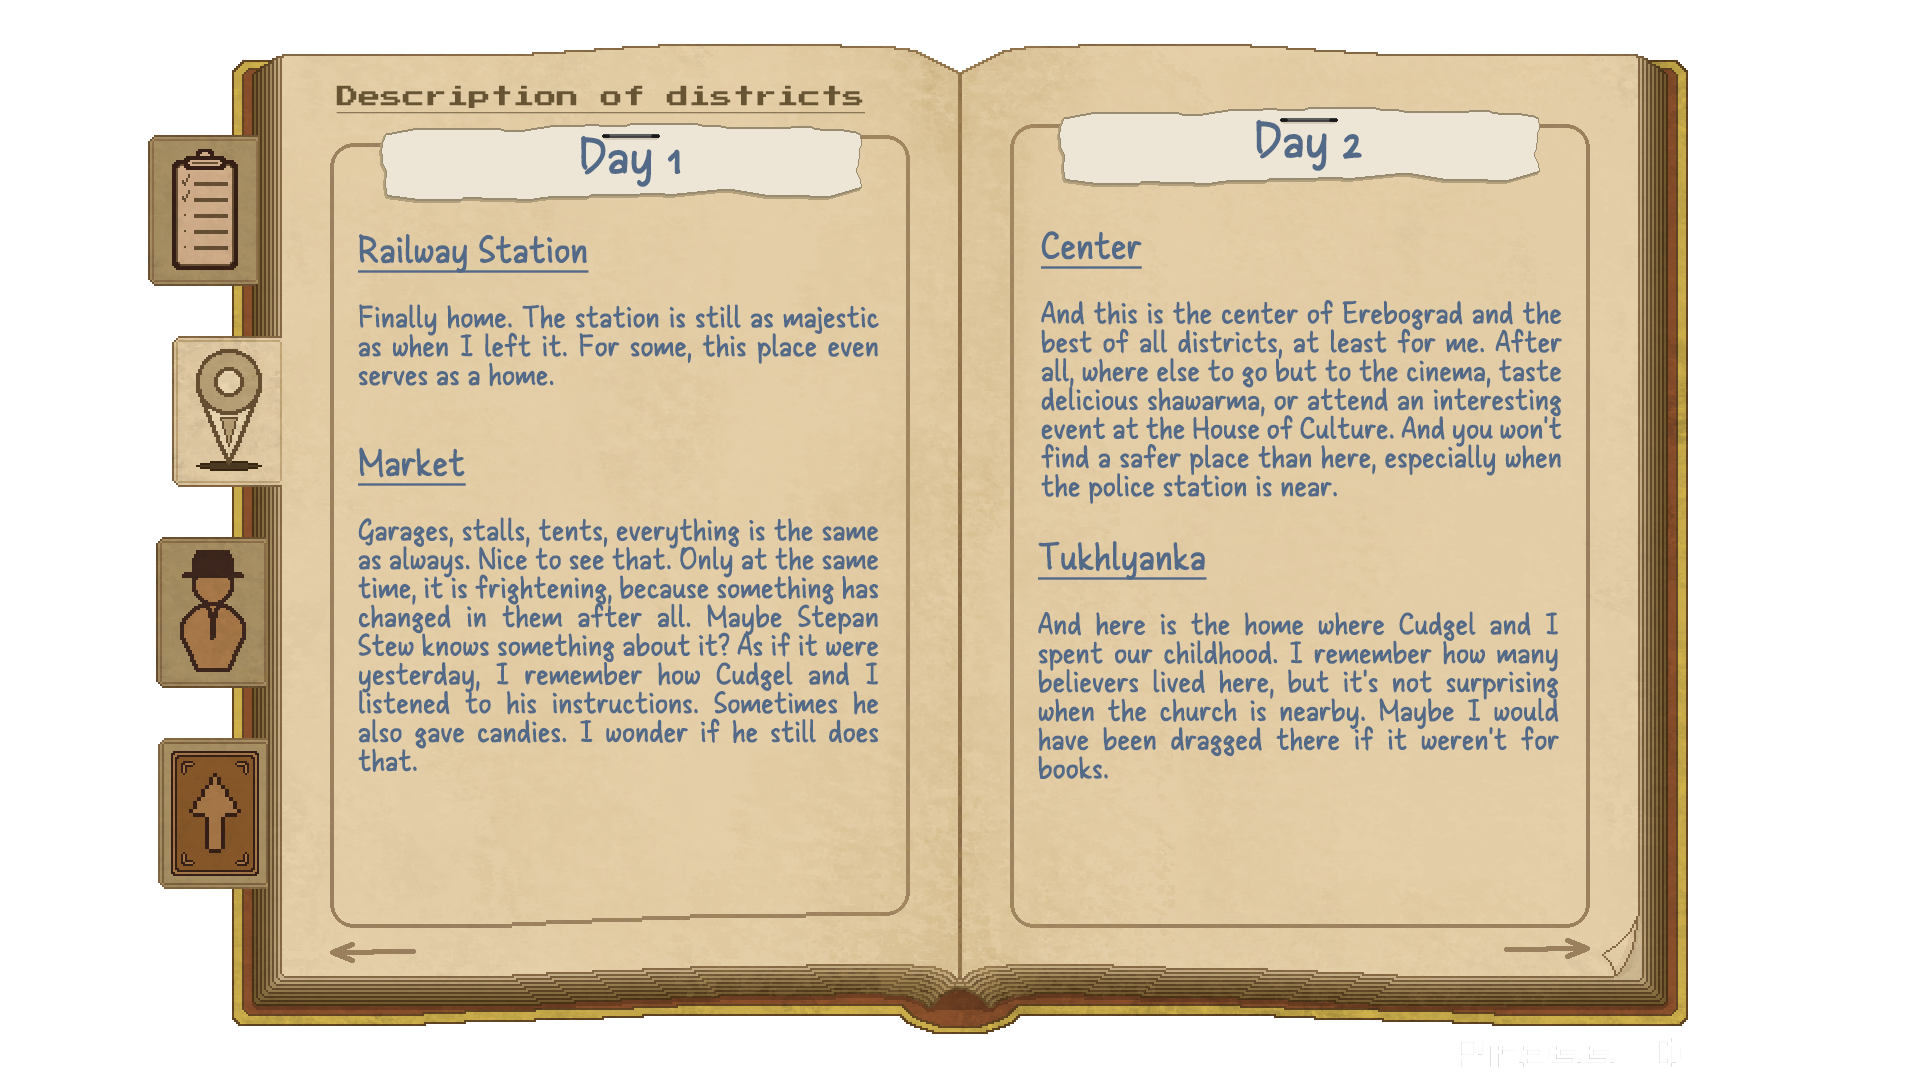 Description of districts
Day 1
Railway Station
Finally home. The station is still as majestic
as when I left it. For some, this place even
serves as a home.
Market
Garages, stalls, tents, everything is the same
as always. Nice to see that. Only at the same
time, it is frightening, because something has
changed in them after all. Maybe Stepan
Stew knows something about it? As if it were
yesterday, I remember how Cudgel and I
listened to his instructions. Sometimes he
also gave candies. I wonder if he still does
that.
Day 2
Center
And this is the center of Erebograd and the
best of all districts, at least for me. After
all, where else to go but to the cinema, taste
delicious shawarma, or attend an interesting
event at the House of Culture. And you won't
find a safer place than here, especially when
the police station is near.
Tukhlyanka
And here is the home where Cudgel and I
spent our childhood. I remember how many
believers lived here, but it's not surprising
when the church is nearby. Maybe I would
have been dragged there if it weren't for
books.
Press